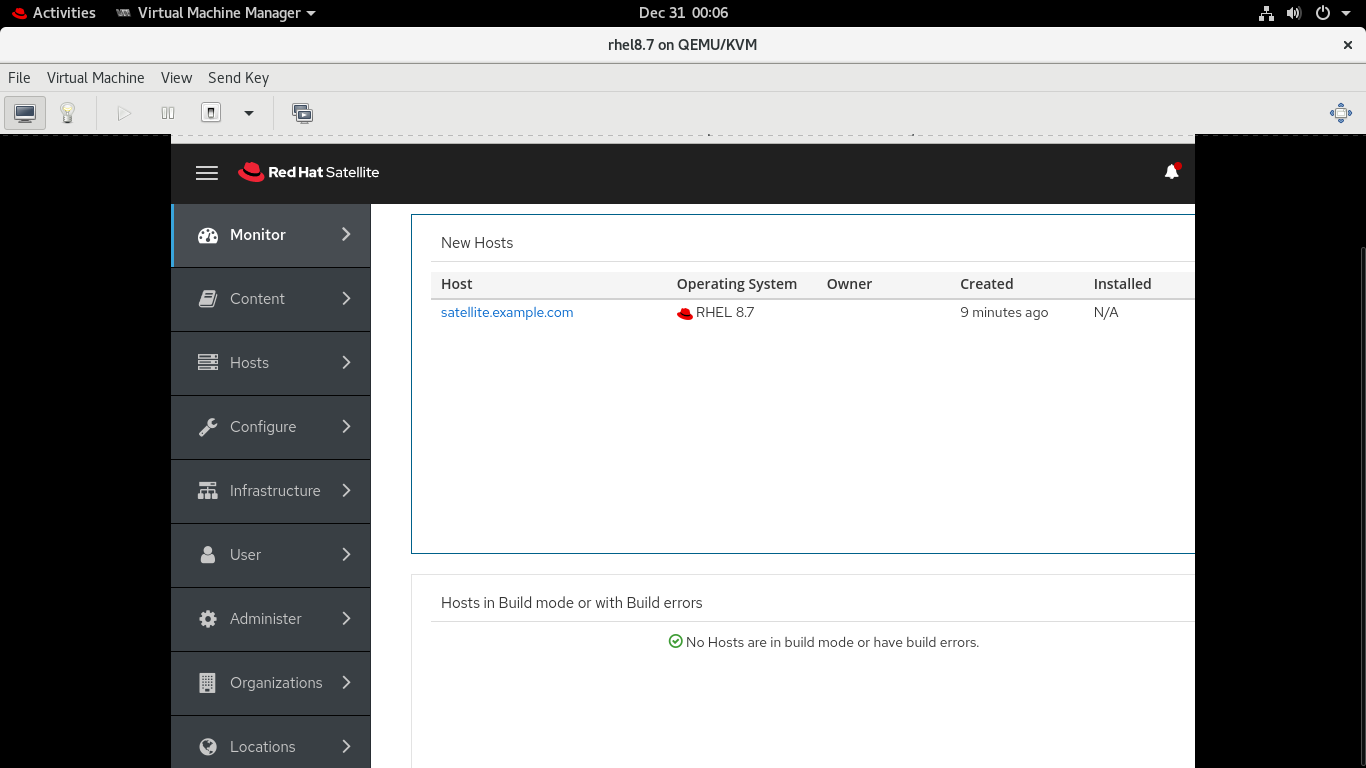 Activities Virtual Machine Manager Dec 31 00:06
rhel8.7 on QEMU/KVM
File Virtual Machine View Send Key
Red Hat Satellite
Monitor
Content
Hosts
Configure
Infrastructure
User
Administer
Organizations
Locations
New Hosts
Host Operating System Owner Created Installed
satellite.example.com RHEL 8.7 9 minutes ago N/A
Hosts in Build mode or with Build errors
No Hosts are in build mode or have build errors.